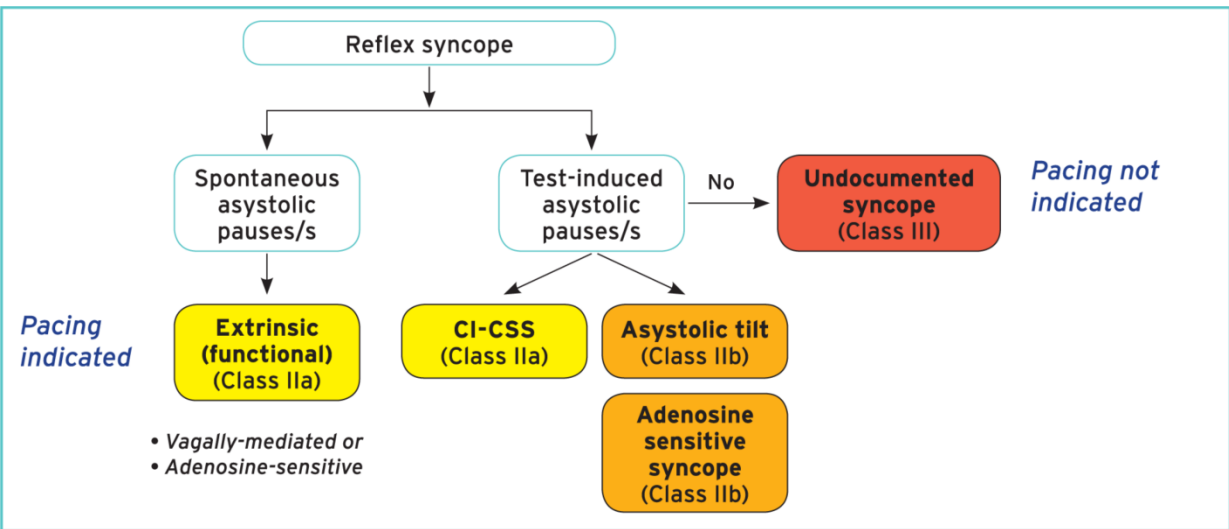 Reflex syncope
Spontaneous
asystolic
pauses/s
Test-induced
asystolic
pauses/s
No
Undocumented
syncope
(Class III)
Pacing not
indicated
Pacing
indicated
Extrinsic
(functional)
(Class IIa)
CI-CSS
(Class IIa)
Asystolic tilt
(Class IIb)
• Vagally-mediated or
• Adenosine-sensitive
Adenosine
sensitive
syncope
(Class IIb)